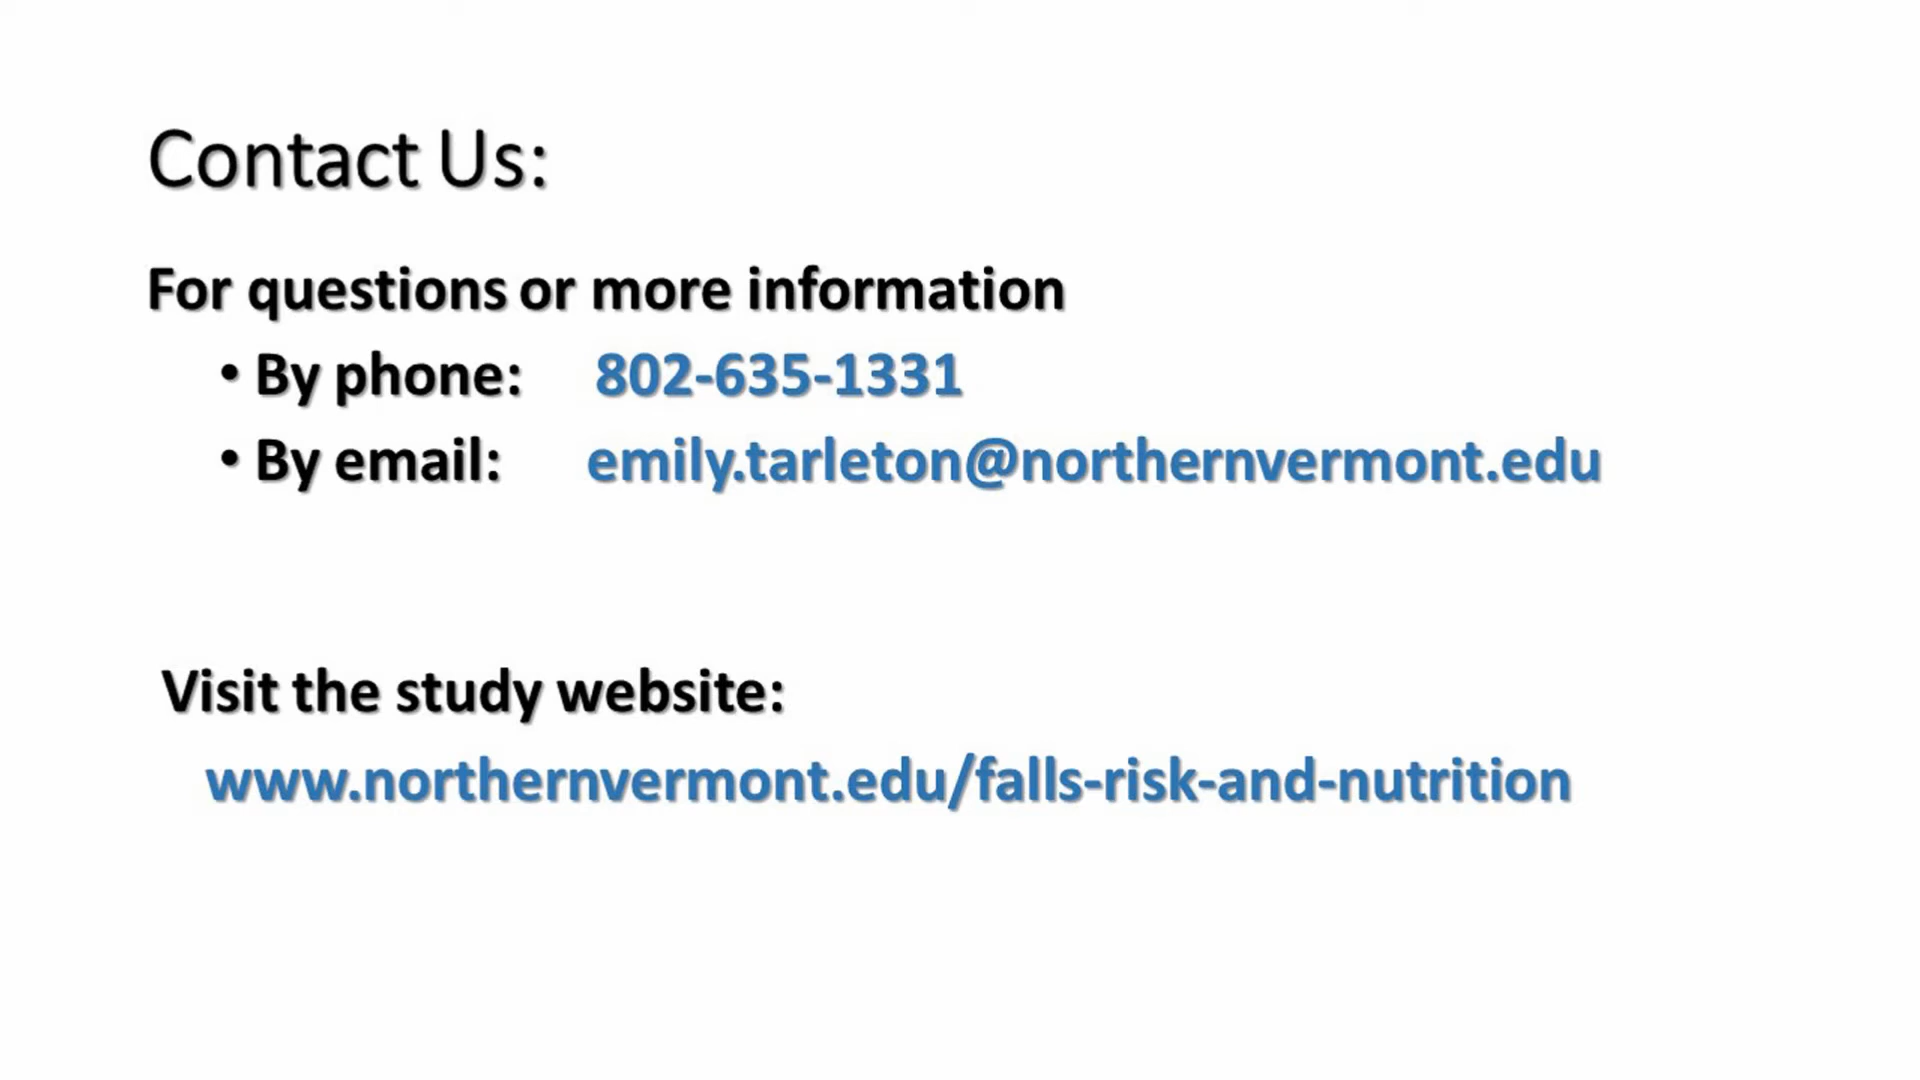 Contact Us:
For questions or more information
• By phone: 802-635-1331
• By email: emily.tarleton@northernvermont.edu
Visit the study website:
www.northernvermont.edu/falls-risk-and-nutrition